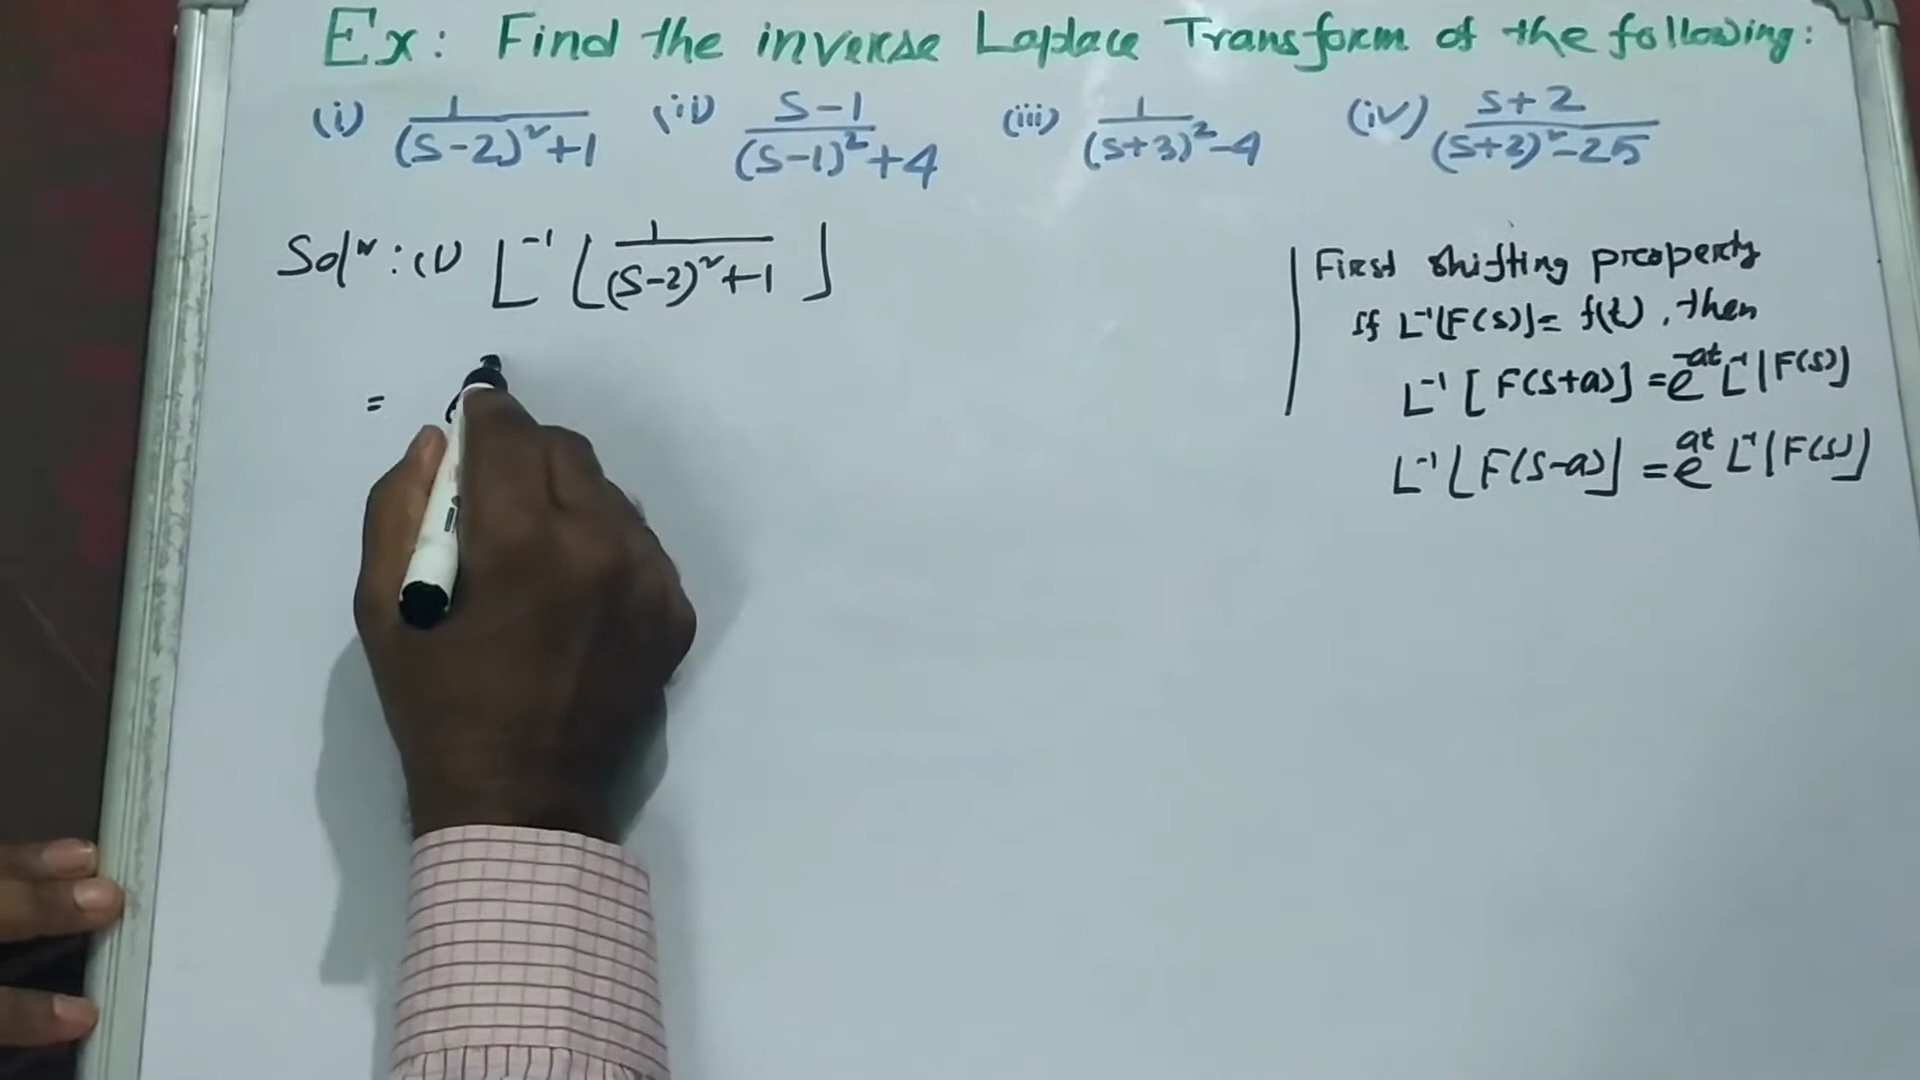 Ex: Find the inverse Laplace Transform of the following:
(i) 1/((S-2)²+1) (ii) (S-1)/((S-1)²+4) (iii) 1/((S+3)²-4) (iv) (S+2)/((S+3)²-25)
Solⁿ: (i) L⁻¹[1/((S-2)²+1)]
=
First shifting property
If L⁻¹[F(s)] = f(t), then
L⁻¹[F(S+a)] = e^{-at} L⁻¹[F(s)]
L⁻¹[F(S-a)] = e^{at} L⁻¹[F(s)]